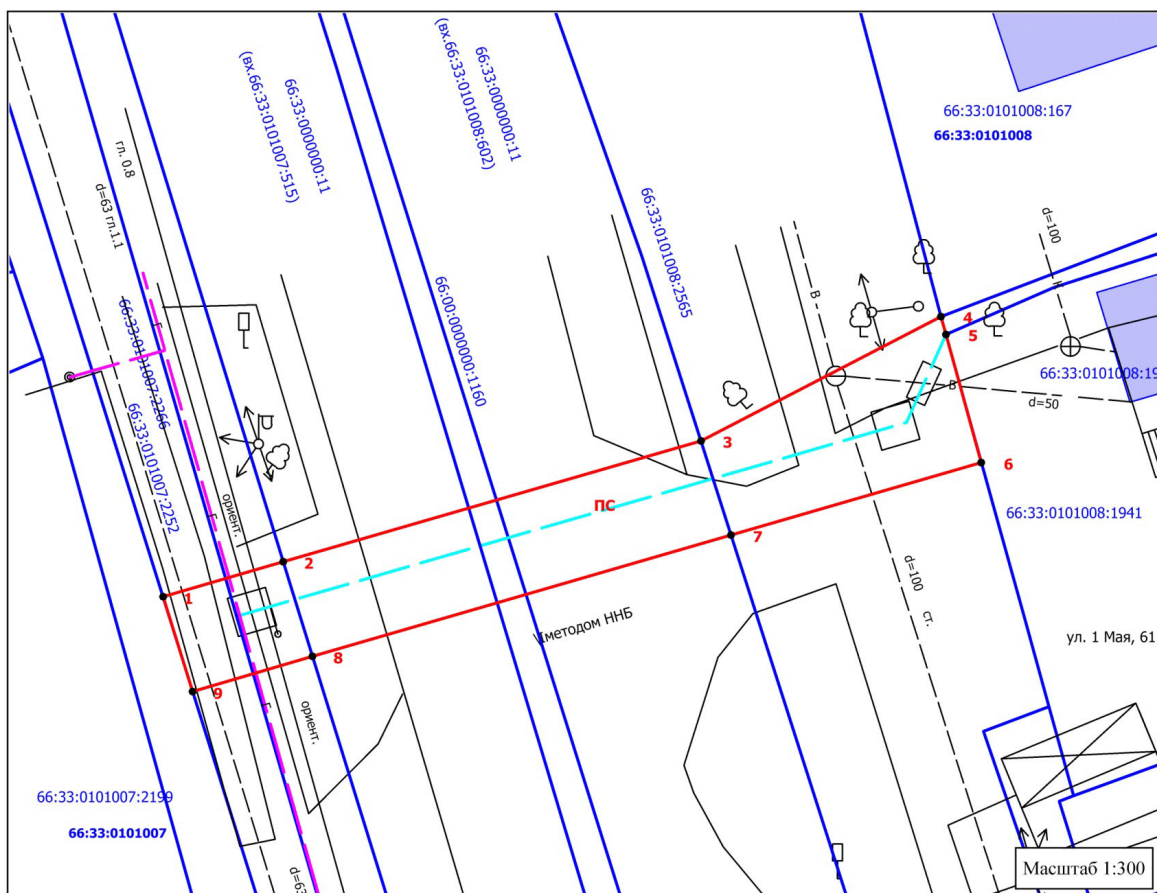 гл. 0.8
d=63 гл.1.1
66:33:0000000:11
(вх.66:33:0101007:515)
66:33:0000000:11
(вх.66:33:0101008:602)
66:33:0101008:167
66:33:0101008
66:33:0101008:2565
66:00:0000000:1160
66:33:0101007:2266
66:33:0101007:2252
d=100
В
Г
4
5
В
66:33:0101008:19
d=50
3
6
ПС
ориент.
Г
66:33:0101008:1941
7
2
d=100
ст.
1
методом ННБ
8
ул. 1 Мая, 61
9
Г
ориент.
66:33:0101007:2199
66:33:0101007
d=63
Масштаб 1:300